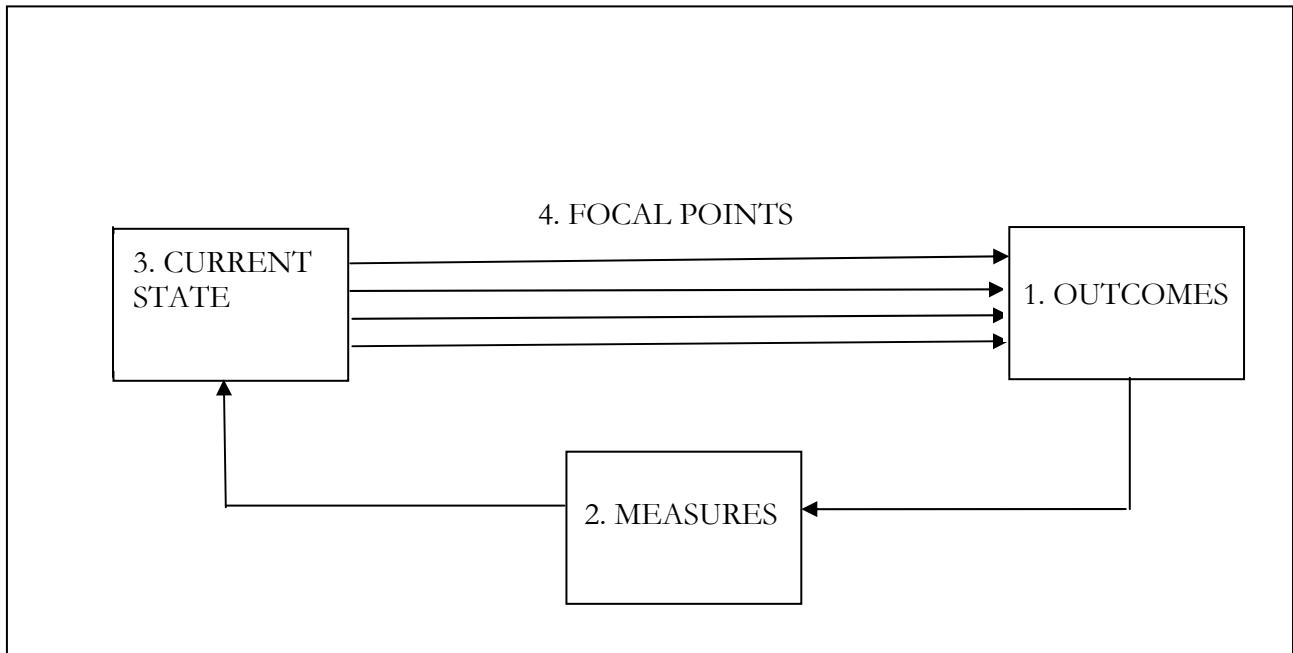 4. FOCAL POINTS
3. CURRENT
STATE
1. OUTCOMES
2. MEASURES